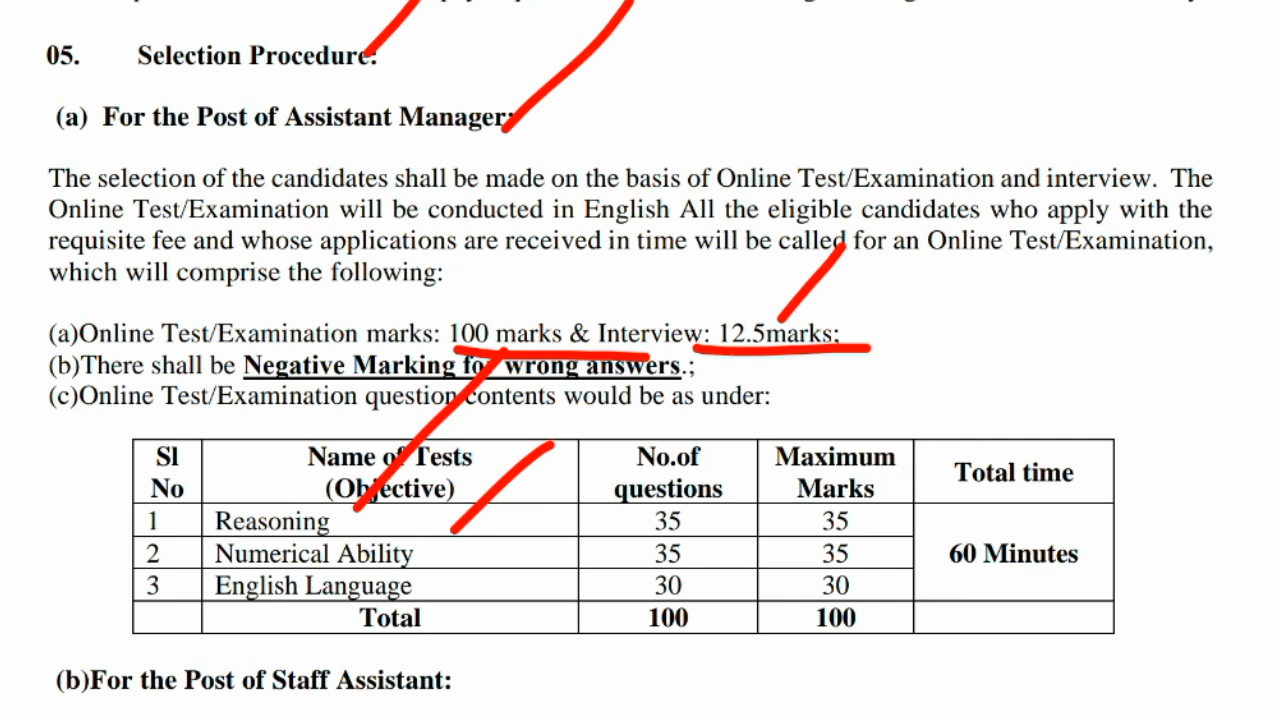 05. Selection Procedure:
(a) For the Post of Assistant Manager:
The selection of the candidates shall be made on the basis of Online Test/Examination and interview. The
Online Test/Examination will be conducted in English All the eligible candidates who apply with the
requisite fee and whose applications are received in time will be called for an Online Test/Examination,
which will comprise the following:
(a)Online Test/Examination marks: 100 marks & Interview: 12.5marks;
(b)There shall be Negative Marking for wrong answers.;
(c)Online Test/Examination question contents would be as under:
Sl No Name of Tests (Objective) No.of questions Maximum Marks Total time
1 Reasoning 35 35 60 Minutes
2 Numerical Ability 35 35
3 English Language 30 30
Total 100 100
(b)For the Post of Staff Assistant: